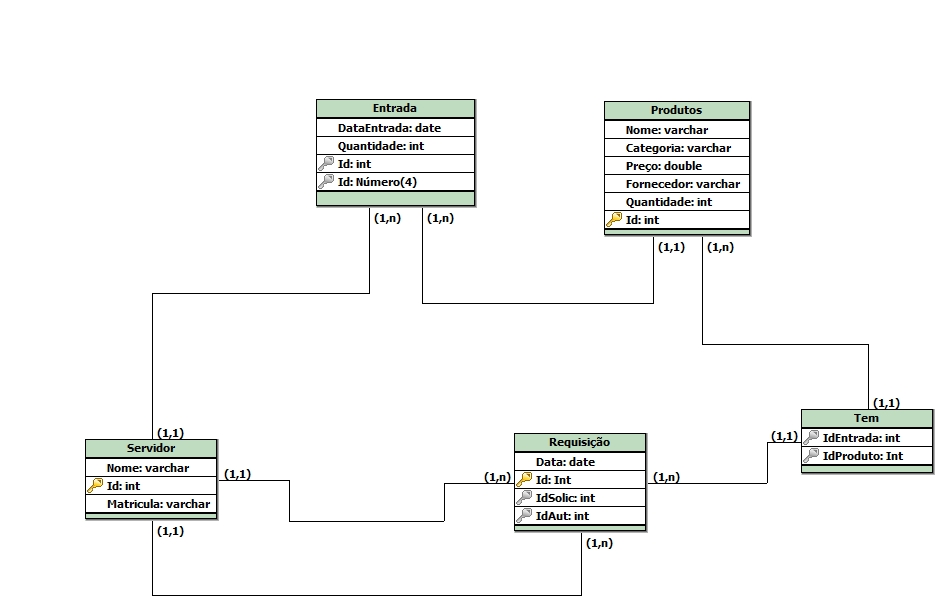 Entrada
DataEntrada: date
Quantidade: int
Id: int
Id: Número(4)
(1,n)
(1,n)
Produtos
Nome: varchar
Categoria: varchar
Preço: double
Fornecedor: varchar
Quantidade: int
Id: int
(1,1)
(1,n)
(1,1)
Servidor
Nome: varchar
Id: int
Matricula: varchar
(1,1)
(1,1)
(1,n)
Requisição
Data: date
Id: Int
IdSolic: int
IdAut: int
(1,n)
(1,n)
(1,1)
(1,1)
Tem
IdEntrada: int
IdProduto: Int